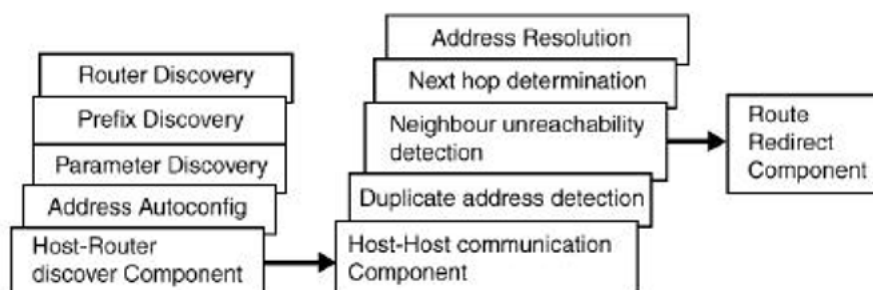 Router Discovery
Prefix Discovery
Parameter Discovery
Address Autoconfig
Host-Router
discover Component
Address Resolution
Next hop determination
Neighbour unreachability
detection
Duplicate address detection
Host-Host communication
Component
Route
Redirect
Component